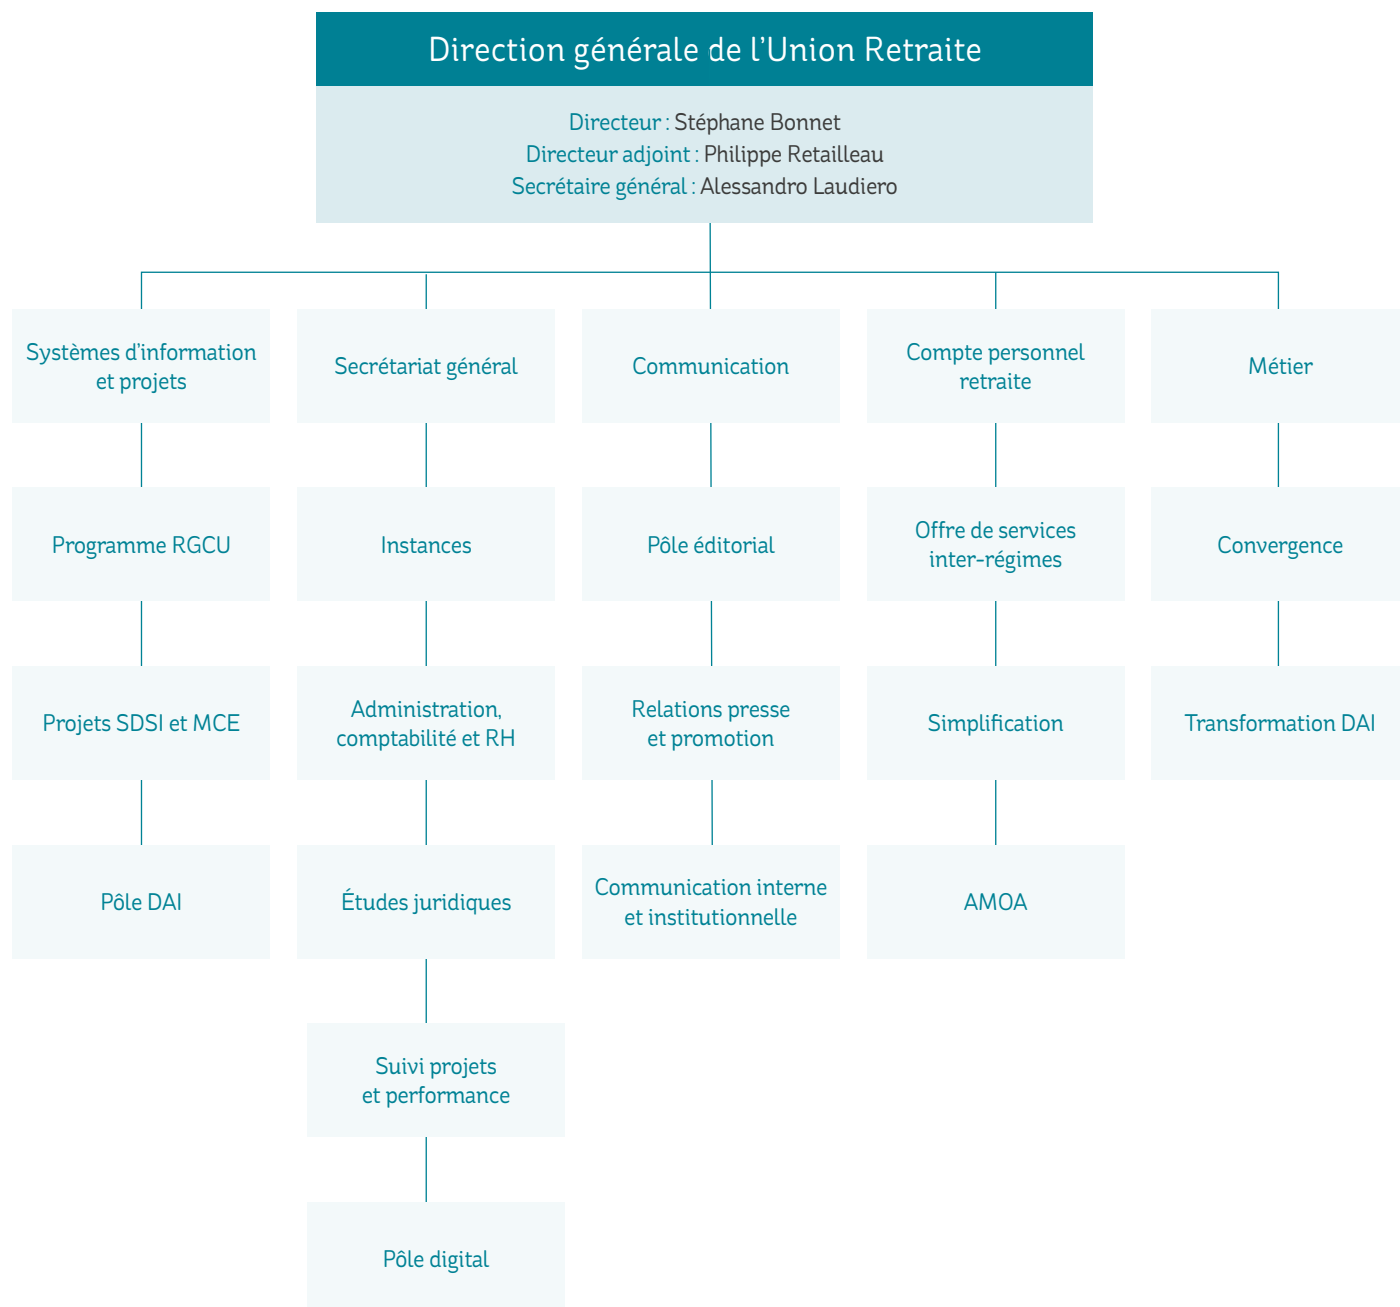 Direction générale de l'Union Retraite
Directeur : Stéphane Bonnet
Directeur adjoint : Philippe Retailleau
Secrétaire général : Alessandro Laudiero
Systèmes d'information
et projets
Secrétariat général
Communication
Compte personnel
retraite
Métier
Programme RGCU
Instances
Pôle éditorial
Offre de services
inter-régimes
Convergence
Projets SDSI et MCE
Administration,
comptabilité et RH
Relations presse
et promotion
Simplification
Transformation DAI
Pôle DAI
Études juridiques
Communication interne
et institutionnelle
AMOA
Suivi projets
et performance
Pôle digital